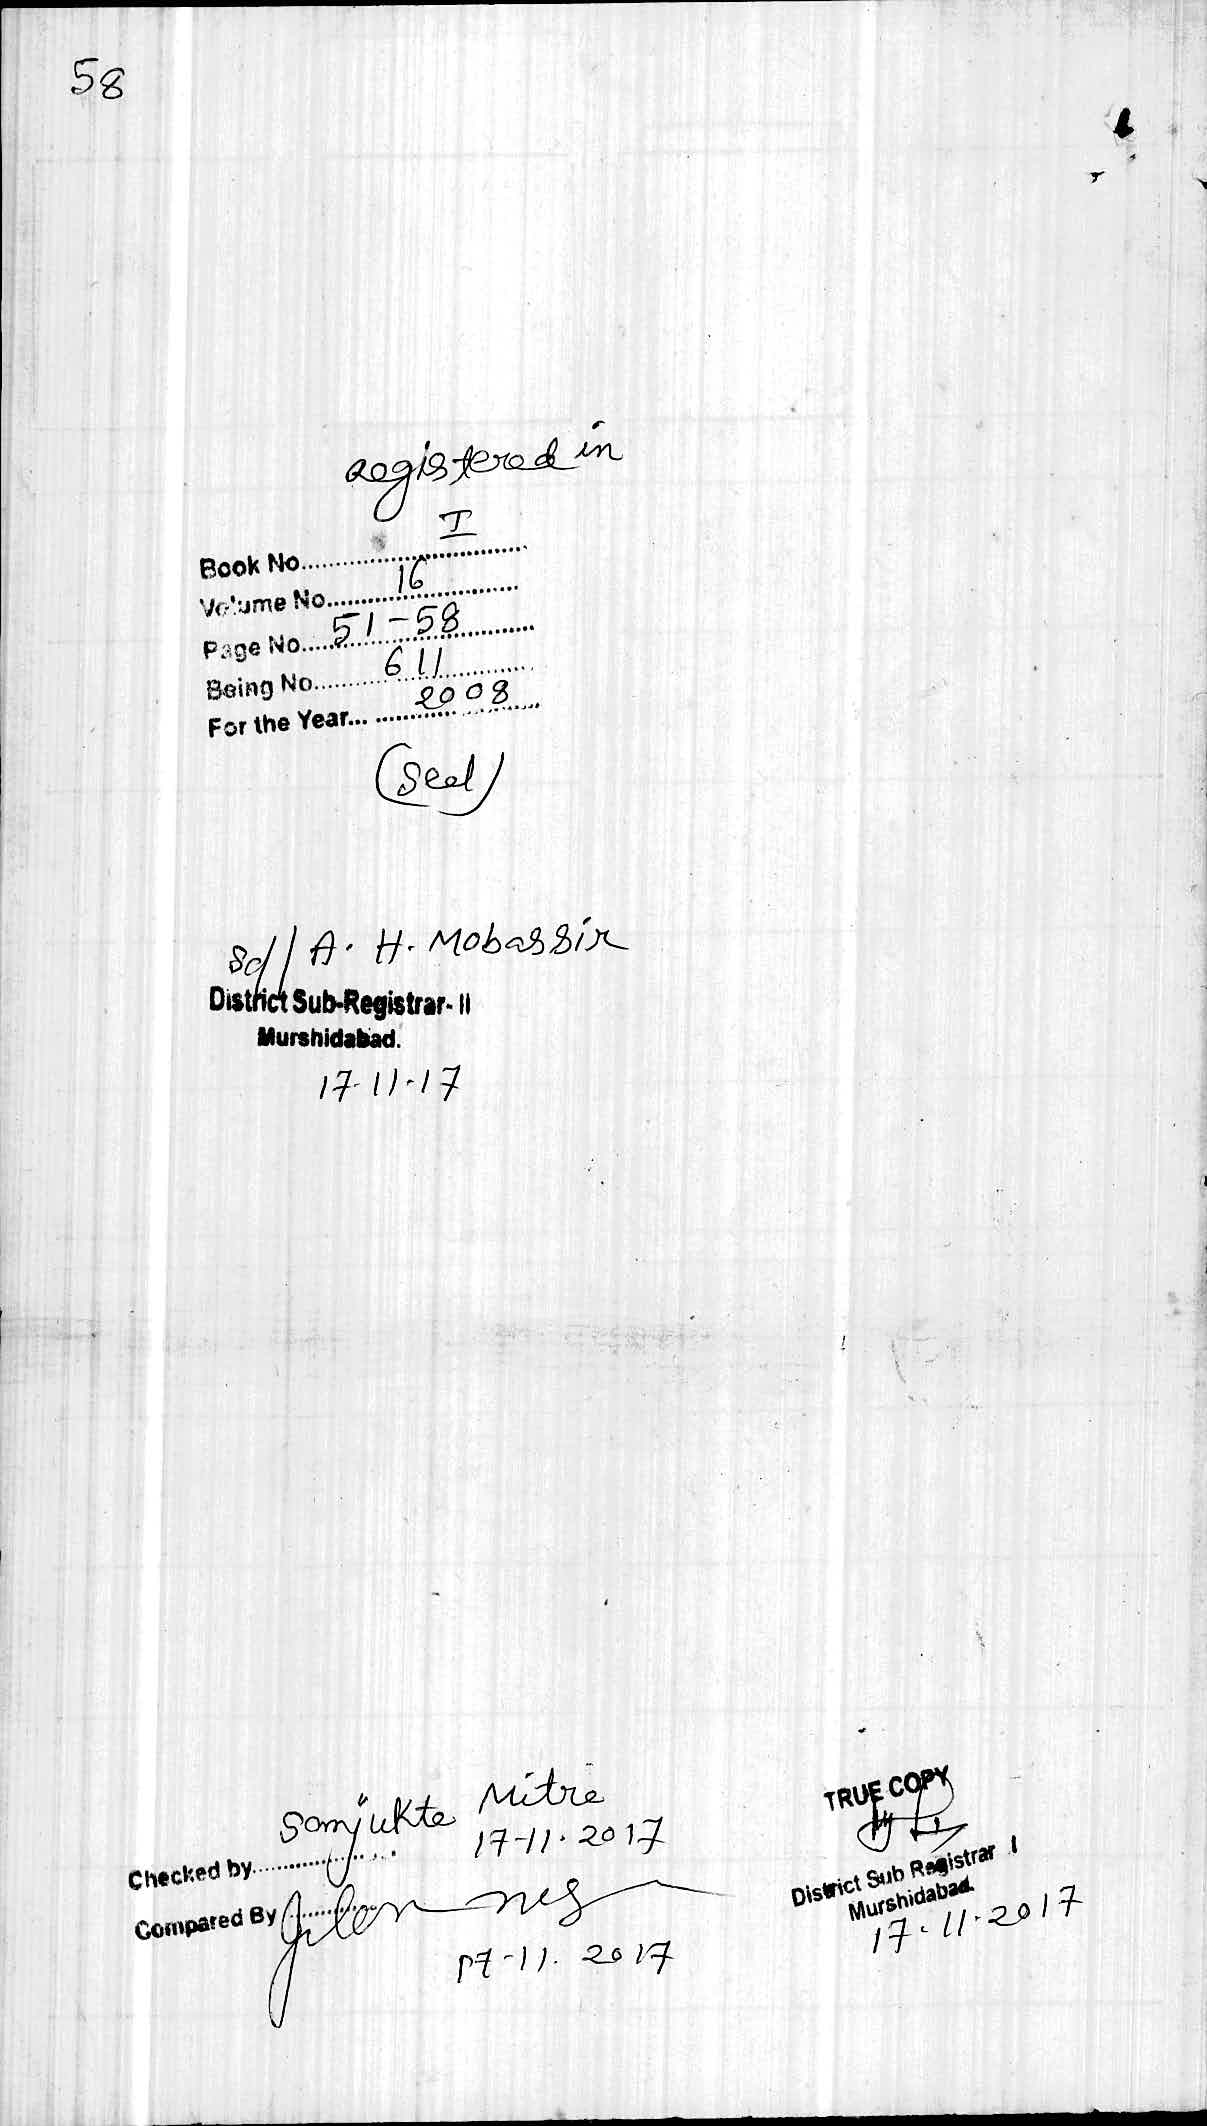 58
Registered in
Book No.......... I
Volume No.......... 16
Page No.......... 51-58
Being No.......... 611
For the Year... .......... 2008
(Seal)
Sd/ A. H. Mobassir
District Sub-Registrar- II
Murshidabad.
17.11.17
Sanjukta Mitra
Checked by.......... 17-11.2017
Compared By
17-11.2017
TRUE COPY
District Sub Registrar I
Murshidabad.
17.11.2017